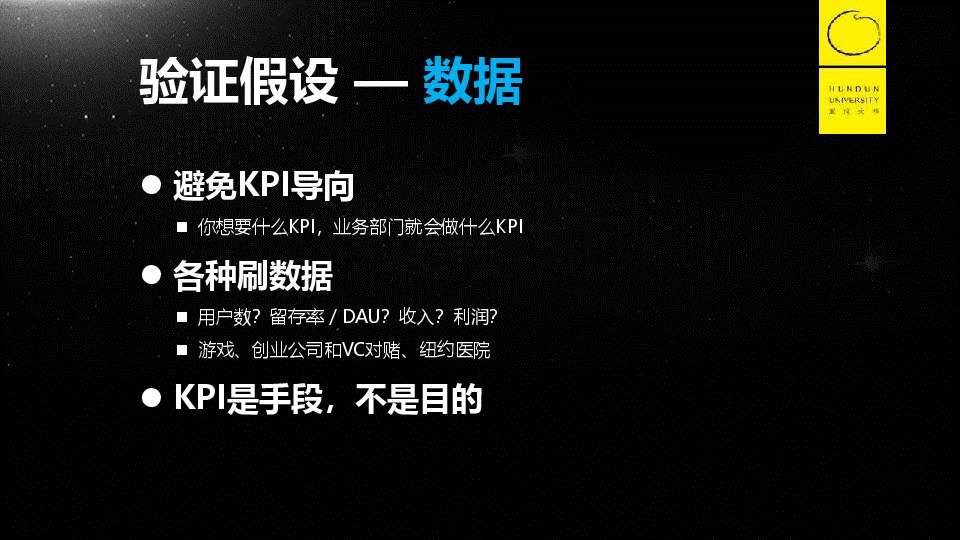 验证假设 — 数据
HUNDUN
UNIVERSITY
避免KPI导向
你想要什么KPI，业务部门就会做什么KPI
各种刷数据
用户数？留存率 / DAU？收入？利润？
游戏、创业公司和VC对赌、纽约医院
KPI是手段，不是目的